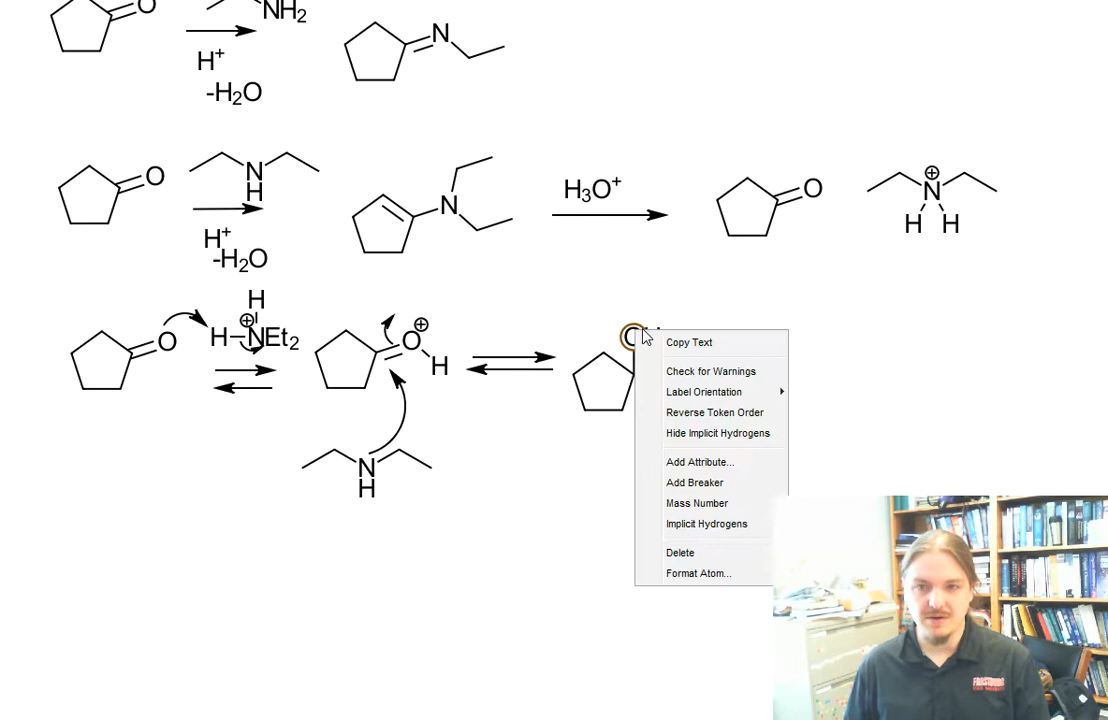 O
NH2
N
H+
-H2O
O
N
H
H+
-H2O
N
H3O+
O
⊕
N
H H
O
H
⊕
H-NEt2
⊕
O
H
N
H
O
Copy Text
Check for Warnings
Label Orientation
Reverse Token Order
Hide Implicit Hydrogens
Add Attribute...
Add Breaker
Mass Number
Implicit Hydrogens
Delete
Format Atom...